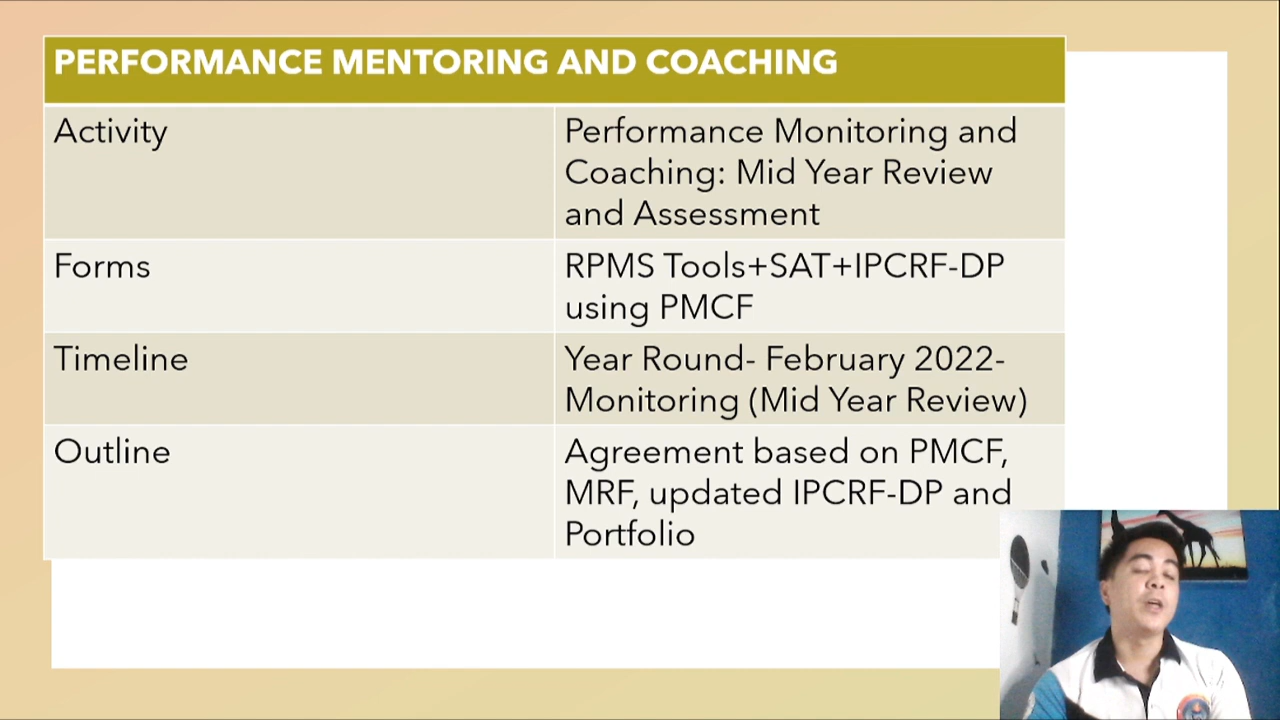 PERFORMANCE MENTORING AND COACHING
Activity
Performance Monitoring and
Coaching: Mid Year Review
and Assessment
Forms
RPMS Tools+SAT+IPCRF-DP
using PMCF
Timeline
Year Round- February 2022-
Monitoring (Mid Year Review)
Outline
Agreement based on PMCF,
MRF, updated IPCRF-DP and
Portfolio